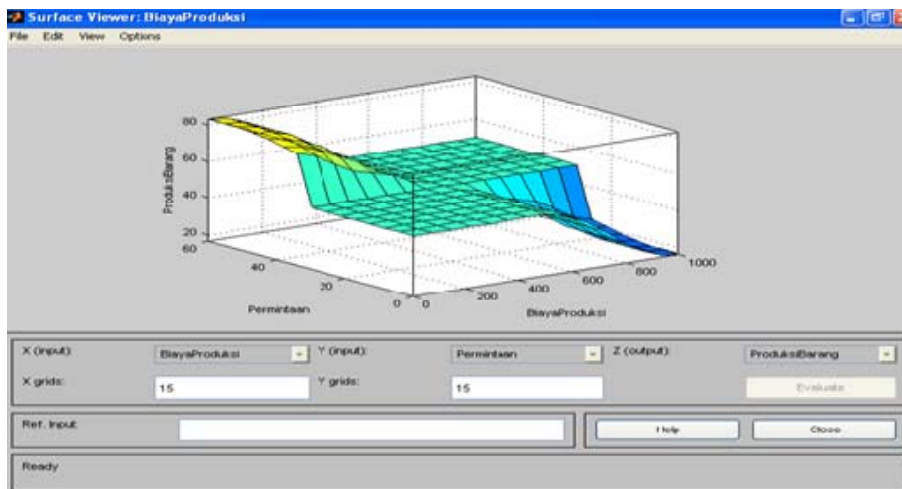 Surface Viewer: BiayaProduksi
File Edit View Options
80
60
40
20
ProduksiBarang
60
40
20
0
Permintaan
0
200
400
600
800
1000
BiayaProduksi
X (input): BiayaProduksi Y (input): Permintaan Z (output): ProduksiBarang
X grids: 15 Y grids: 15 Evaluate
Ref. Input: Help Close
Ready